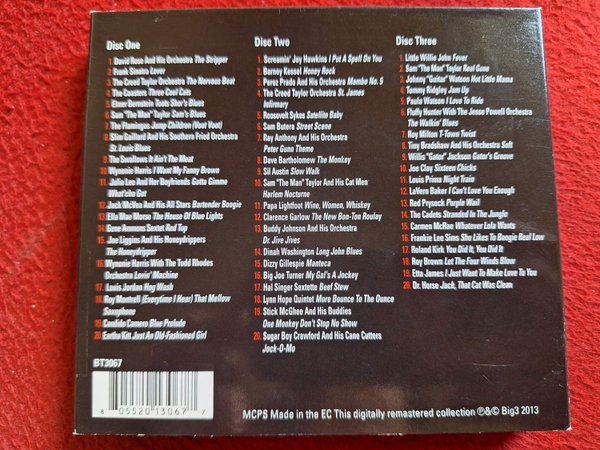 Disc One
1. David Rose And His Orchestra The Stripper
2. Frank Sinatra Lover
3. The Creed Taylor Orchestra The Nervous Beat
4. The Coasters Three Cool Cats
5. Elmer Bernstein Toots Shor's Blues
6. Sam "The Man" Taylor Sam's Blues
7. The Flamingos Jump Children (Vout Voot)
8. Slim Gaillard And His Southern Fried Orchestra
St. Louis Blues
9. The Swallows It Ain't The Meat
10. Wynonie Harris I Want My Fanny Brown
11. Julia Lee And Her Boyfriends Gotta Gimme
Whatcha Got
12. Jack McVea And His All Stars Bartender Boogie
13. Ella Mae Morse The House Of Blue Lights
14. Gene Ammons Sextet Red Top
15. Joe Liggins And His Honeydrippers
The Honeydripper
16. Wynonie Harris With The Todd Rhodes
Orchestra Lovin' Machine
17. Louis Jordan Hog Wash
18. Roy Montrell (Everytime I Hear) That Mellow
Saxophone
19. Candido Camero Blue Prelude
20. Eartha Kitt Just An Old-Fashioned Girl
Disc Two
1. Screamin' Jay Hawkins I Put A Spell On You
2. Barney Kessel Honey Rock
3. Perez Prado And His Orchestra Mambo No. 5
4. The Creed Taylor Orchestra St. James
Infirmary
5. Roosevelt Sykes Satellite Baby
6. Sam Butera Street Scene
7. Ray Anthony And His Orchestra
Peter Gunn Theme
8. Dave Bartholomew The Monkey
9. Sil Austin Slow Walk
10. Sam "The Man" Taylor And His Cat Men
Harlem Nocturne
11. Papa Lightfoot Wine, Women, Whiskey
12. Clarence Garlow The New Bon-Ton Roulay
13. Buddy Johnson And His Orchestra
Dr. Jive Jives
14. Dinah Washington Long John Blues
15. Dizzy Gillespie Manteca
16. Big Joe Turner My Gal's A Jockey
17. Hal Singer Sextette Beef Stew
18. Lynn Hope Quintet More Bounce To The Ounce
19. Stick McGhee And His Buddies
One Monkey Don't Stop No Show
20. Sugar Boy Crawford And His Cane Cutters
Jock-O-Mo
Disc Three
1. Little Willie John Fever
2. Sam "The Man" Taylor Real Gone
3. Johnny "Guitar" Watson Hot Little Mama
4. Tommy Ridgley Jam Up
5. Paula Watson I Love To Ride
6. Fluffy Hunter With The Jesse Powell Orchestra
The Walkin' Blues
7. Roy Milton T-Town Twist
8. Tiny Bradshaw And His Orchestra Soft
9. Willis "Gator" Jackson Gator's Groove
10. Joe Clay Sixteen Chicks
11. Louis Prima Night Train
12. LaVern Baker I Can't Love You Enough
13. Red Prysock Purple Wail
14. The Cadets Stranded In The Jungle
15. Carmen McRae Whatever Lola Wants
16. Frankie Lee Sims She Likes To Boogie Real Low
17. Roland Kirk You Did It, You Did It
18. Roy Brown Let The Four Winds Blow
19. Etta James I Just Want To Make Love To You
20. Dr. Horse Jack, That Cat Was Clean
BT3067
8 05520 13067 7
MCPS Made in the EC This digitally remastered collection ℗&© Big3 2013